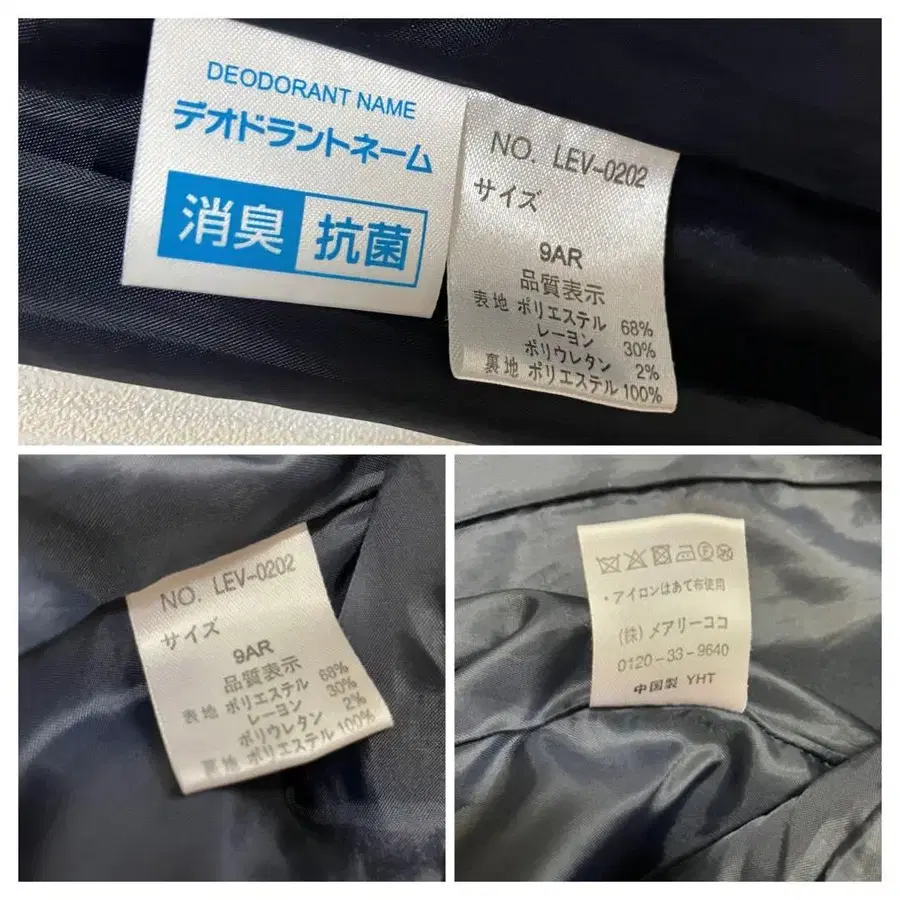 DEODORANT NAME
デオドラントネーム
消臭 抗菌
NO. LEV-0202
サイズ
9AR
品質表示
表地 ポリエステル 68%
レーヨン 30%
ポリウレタン 2%
裏地 ポリエステル 100%
NO. LEV-0202
サイズ
9AR
品質表示
表地 ポリエステル 68%
レーヨン 30%
ポリウレタン 2%
裏地 ポリエステル 100%
・アイロンはあて布使用
(株) メアリーココ
0120-33-9640
中国製 YHT